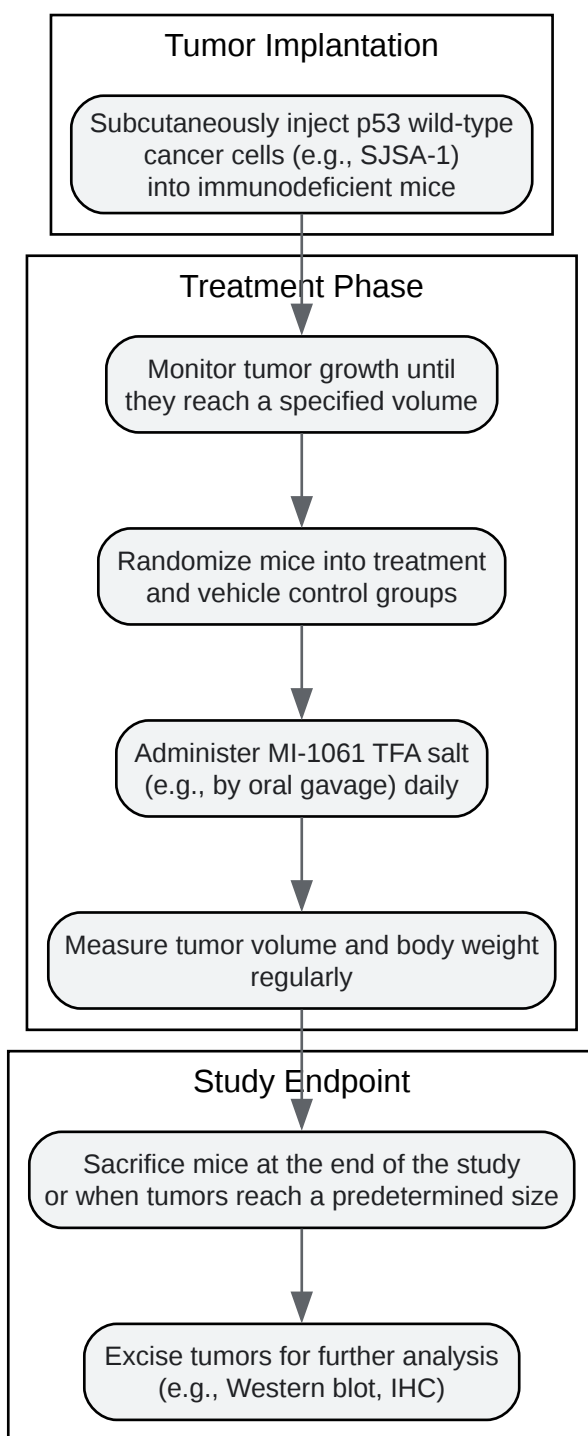 Tumor Implantation
Subcutaneously inject p53 wild-type
cancer cells (e.g., SJSA-1)
into immunodeficient mice
Treatment Phase
Monitor tumor growth until
they reach a specified volume
Randomize mice into treatment
and vehicle control groups
Administer MI-1061 TFA salt
(e.g., by oral gavage) daily
Measure tumor volume and body weight
regularly
Study Endpoint
Sacrifice mice at the end of the study
or when tumors reach a predetermined size
Excise tumors for further analysis
(e.g., Western blot, IHC)